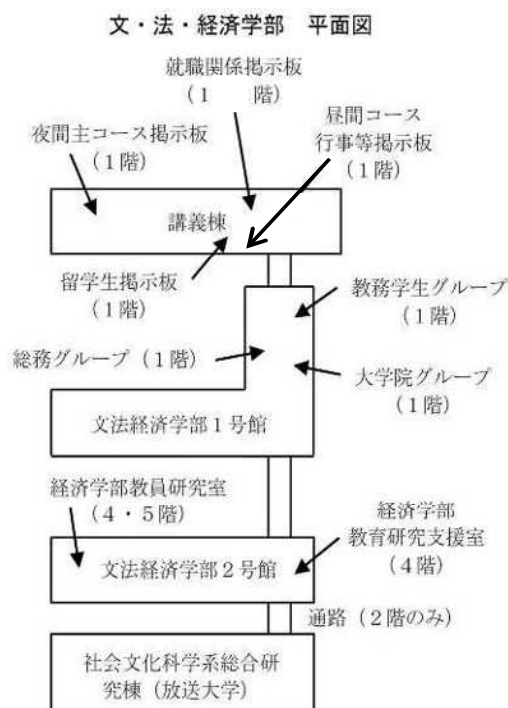 文・法・経済学部　平面図
就職関係掲示板
（1　　階）
昼間コース
行事等掲示板
（1階）
夜間主コース掲示板
（1階）
講義棟
留学生掲示板
（1階）
教務学生グループ
（1階）
総務グループ（1階）
大学院グループ
（1階）
文法経済学部1号館
経済学部教員研究室
（4・5階）
経済学部
教育研究支援室
（4階）
文法経済学部2号館
通路（2階のみ）
社会文化科学系総合研
究棟（放送大学）